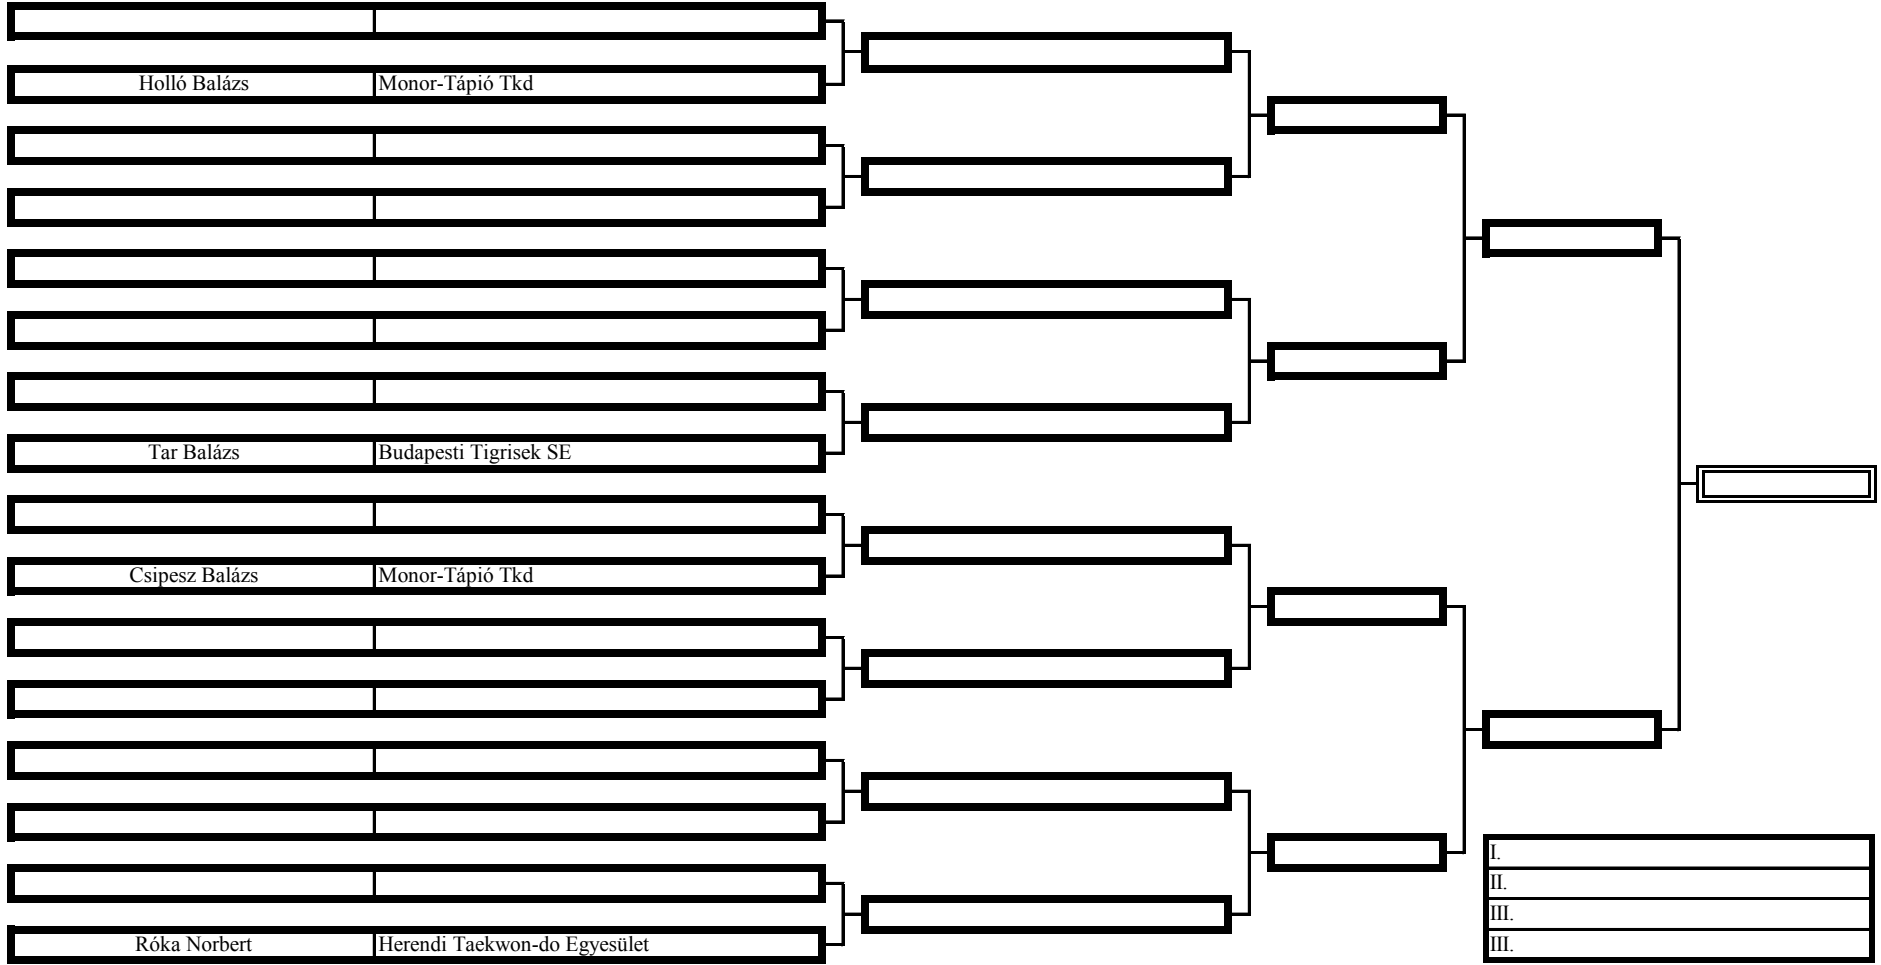 Holló Balázs Monor-Tápió Tkd
Tar Balázs Budapesti Tigrisek SE
Csipesz Balázs Monor-Tápió Tkd
Róka Norbert Herendi Taekwon-do Egyesület
I.
II.
III.
III.